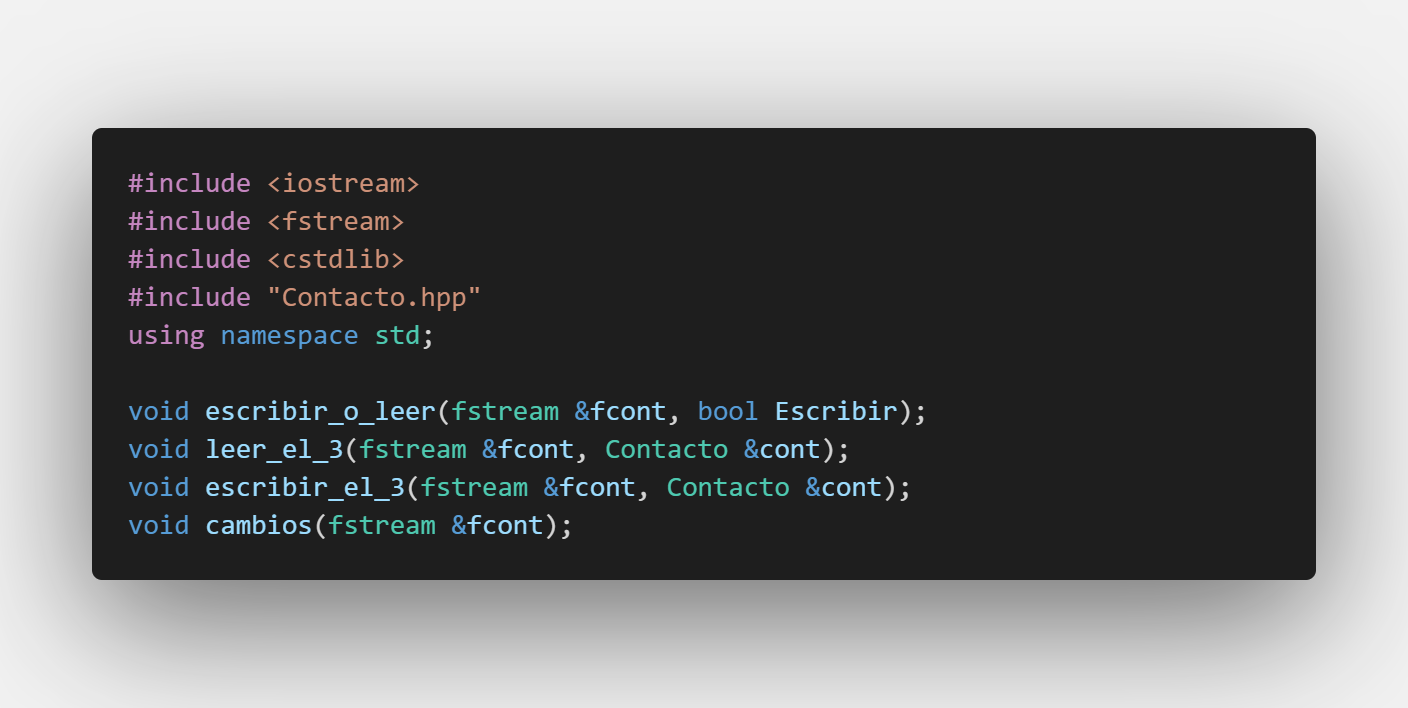 #include <iostream>
#include <fstream>
#include <cstdlib>
#include "Contacto.hpp"
using namespace std;
void escribir_o_leer(fstream &fcont, bool Escribir);
void leer_el_3(fstream &fcont, Contacto &cont);
void escribir_el_3(fstream &fcont, Contacto &cont);
void cambios(fstream &fcont);